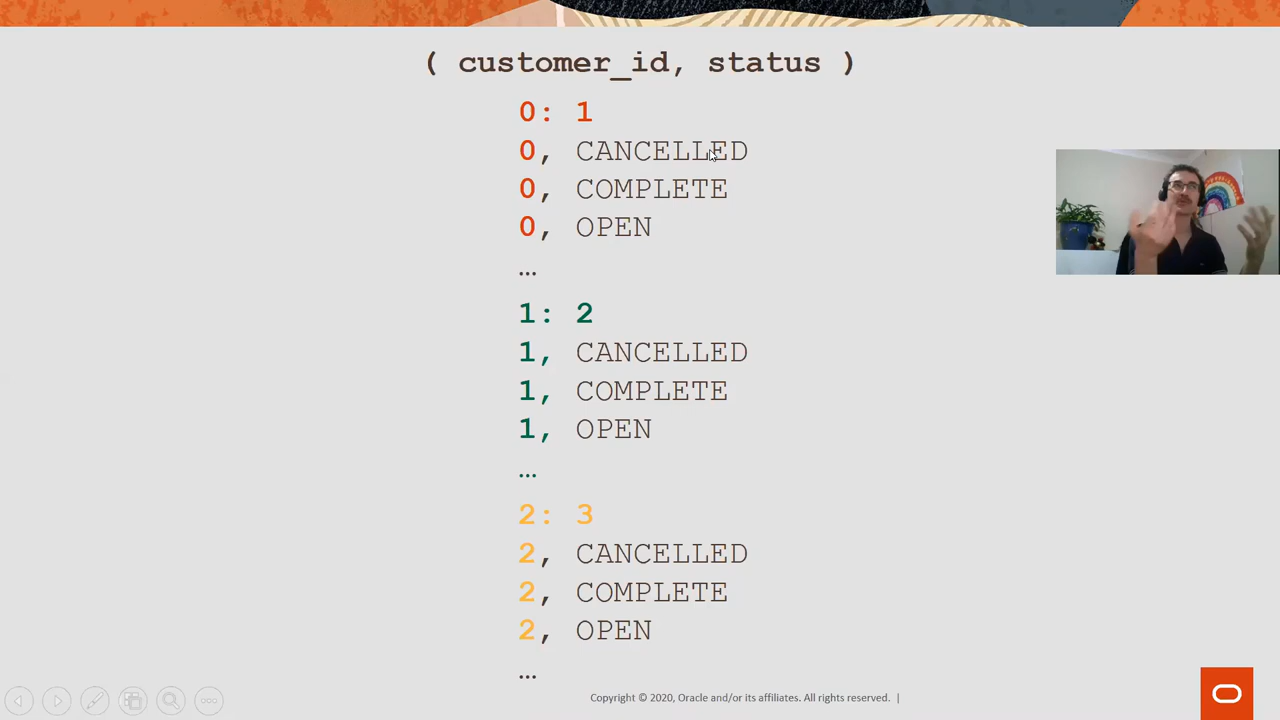 ( customer_id, status )
0: 1
0, CANCELLED
0, COMPLETE
0, OPEN
…
1: 2
1, CANCELLED
1, COMPLETE
1, OPEN
…
2: 3
2, CANCELLED
2, COMPLETE
2, OPEN
…
Copyright © 2020, Oracle and/or its affiliates. All rights reserved. |